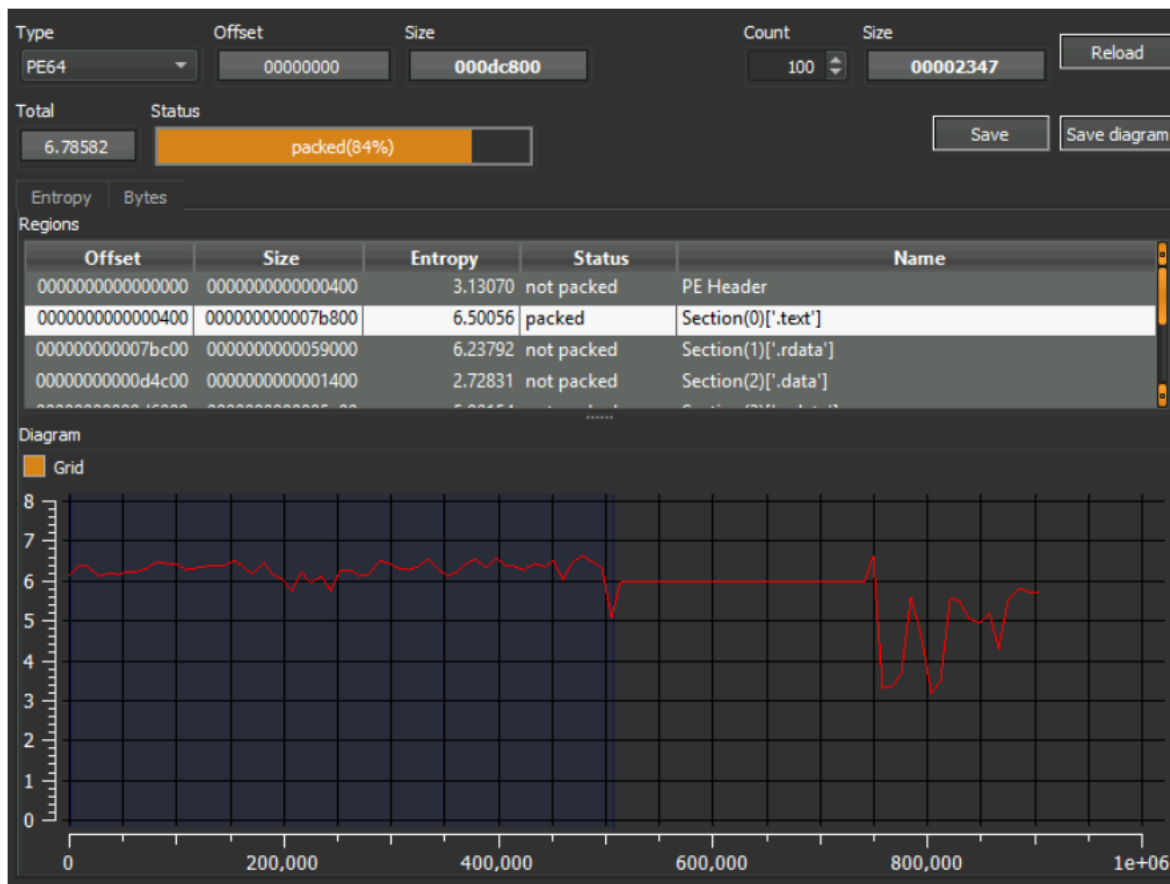 Type Offset Size Count Size
PE64 00000000 000dc800 100 00002347 Reload
Total Status
6.78582 packed(84%) Save Save diagram
Entropy Bytes
Regions
Offset Size Entropy Status Name
0000000000000000 0000000000000400 3.13070 not packed PE Header
0000000000000400 000000000007b800 6.50056 packed Section(0)['.text']
000000000007bc00 0000000000059000 6.23792 not packed Section(1)['.rdata']
00000000000d4c00 0000000000001400 2.72831 not packed Section(2)['.data']
Diagram
Grid
8
7
6
5
4
3
2
1
0
0 200,000 400,000 600,000 800,000 1e+06